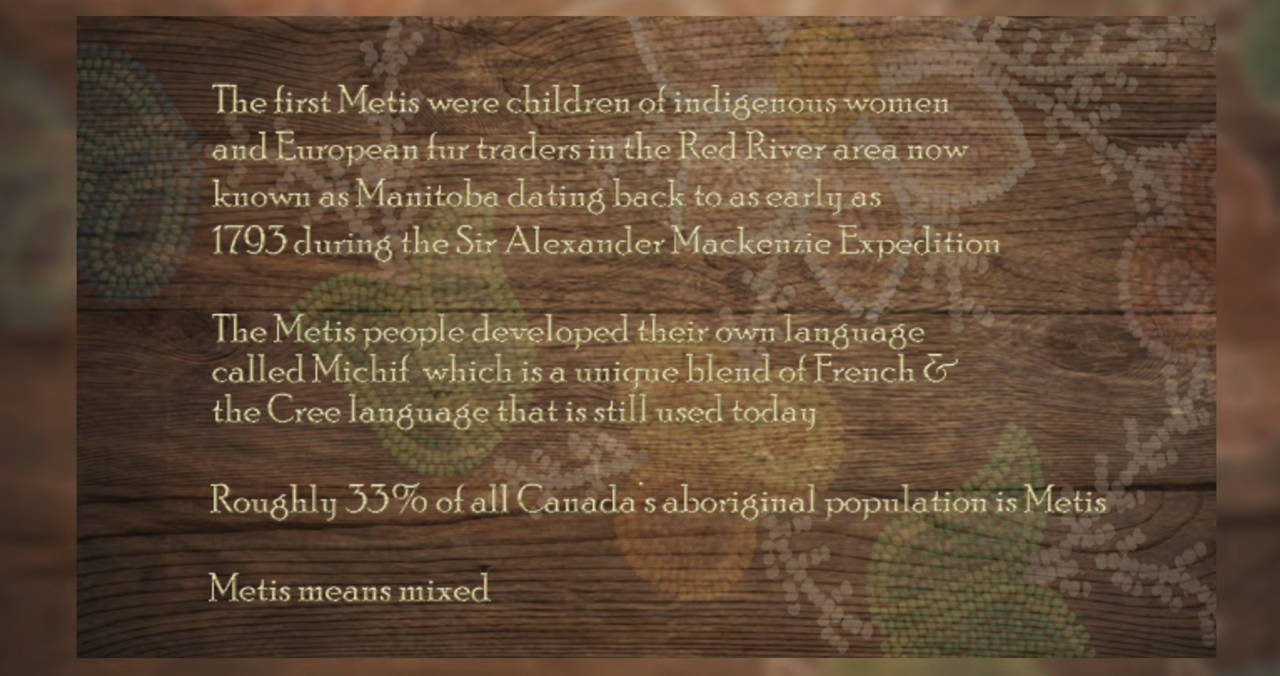 The first Metis were children of indigenous women
and European fur traders in the Red River area now
known as Manitoba dating back to as early as
1793 during the Sir Alexander Mackenzie Expedition
The Metis people developed their own language
called Michif which is a unique blend of French &
the Cree language that is still used today
Roughly 33% of all Canada's aboriginal population is Metis
Metis means mixed